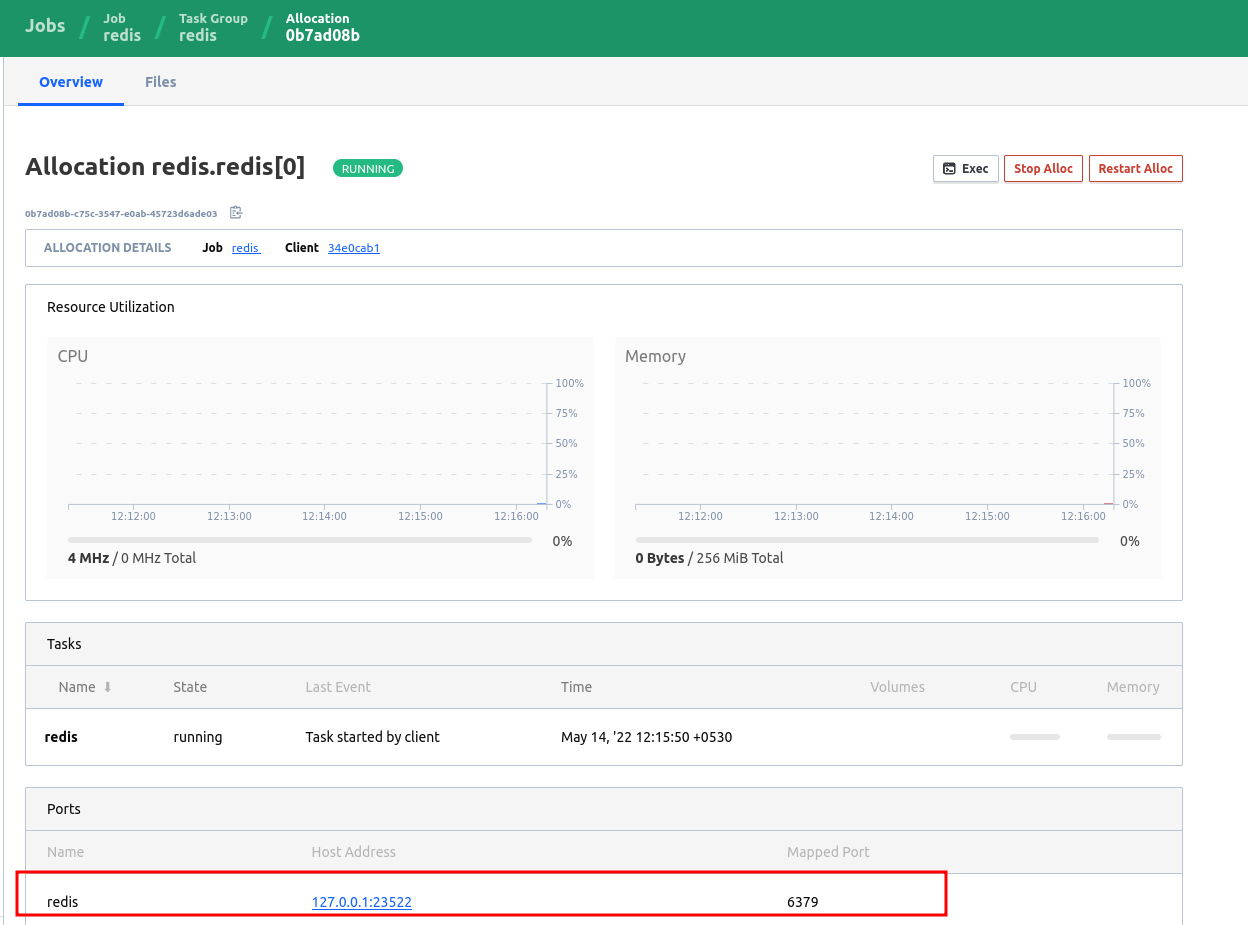 Jobs / Job redis / Task Group redis / Allocation 0b7ad08b
Overview Files
Allocation redis.redis[0] RUNNING Exec Stop Alloc Restart Alloc
0b7ad08b-c75c-3547-e0ab-45723d6ade03
ALLOCATION DETAILS Job redis Client 34e0cab1
Resource Utilization
CPU
100%
75%
50%
25%
0%
12:12:00 12:13:00 12:14:00 12:15:00 12:16:00
0%
4 MHz / 0 MHz Total
Memory
100%
75%
50%
25%
0%
12:12:00 12:13:00 12:14:00 12:15:00 12:16:00
0%
0 Bytes / 256 MiB Total
Tasks
Name State Last Event Time Volumes CPU Memory
redis running Task started by client May 14, '22 12:15:50 +0530
Ports
Name Host Address Mapped Port
redis 127.0.0.1:23522 6379